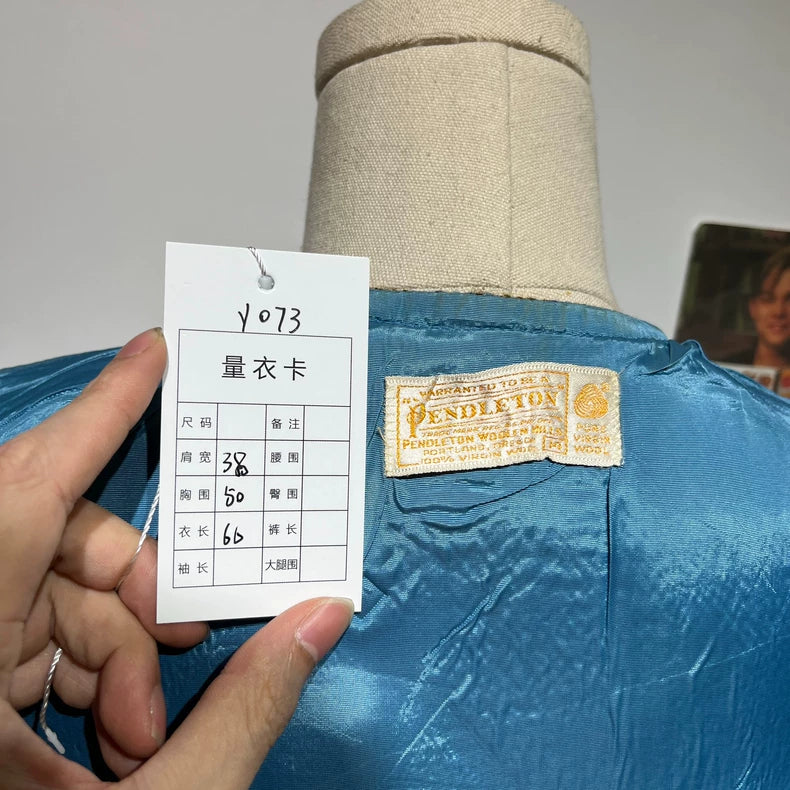 Y073
量衣卡
尺码 备注
肩宽 38 腰围
胸围 50 臀围
衣长 66 裤长
袖长 大腿围
WARRANTED TO BE A
PENDLETON
PENDLETON WOOLEN MILLS
PORTLAND, OREGON
100% VIRGIN WOOL
PURE
VIRGIN
WOOL